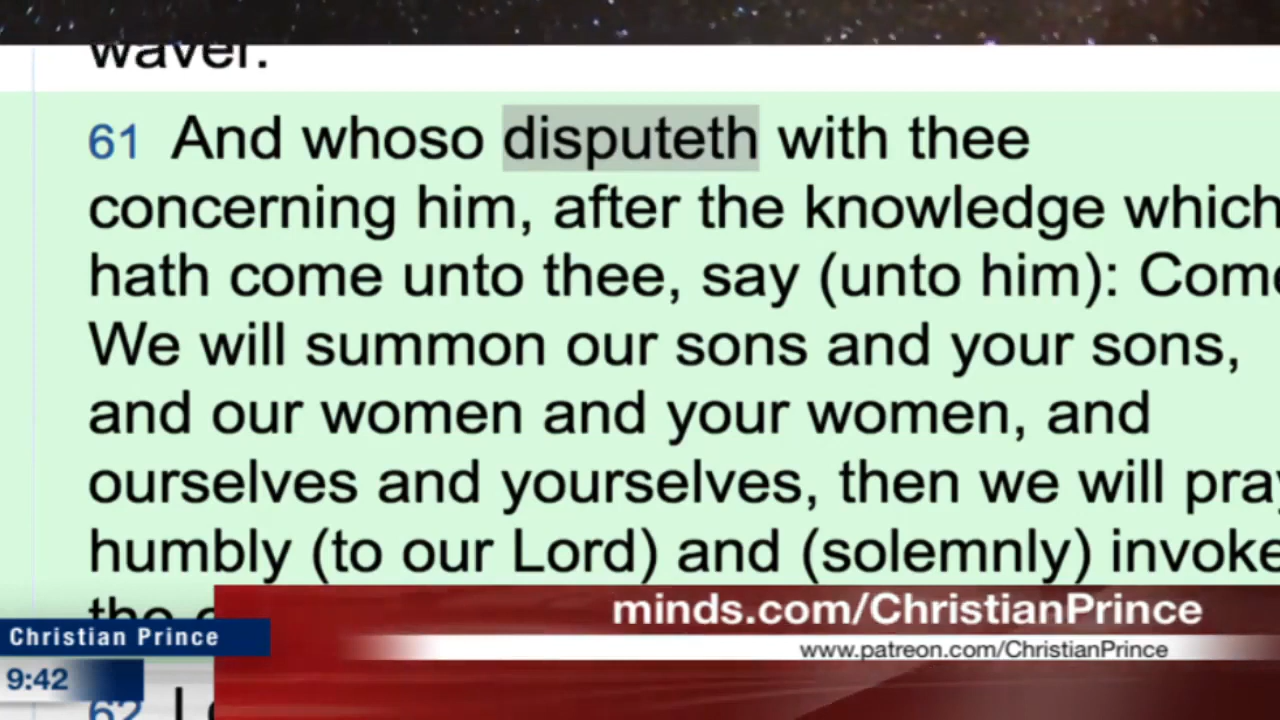 waver.
61 And whoso disputeth with thee
concerning him, after the knowledge which
hath come unto thee, say (unto him): Come
We will summon our sons and your sons,
and our women and your women, and
ourselves and yourselves, then we will pray
humbly (to our Lord) and (solemnly) invoke
the
minds.com/ChristianPrince
www.patreon.com/ChristianPrince
Christian Prince
9:42
62